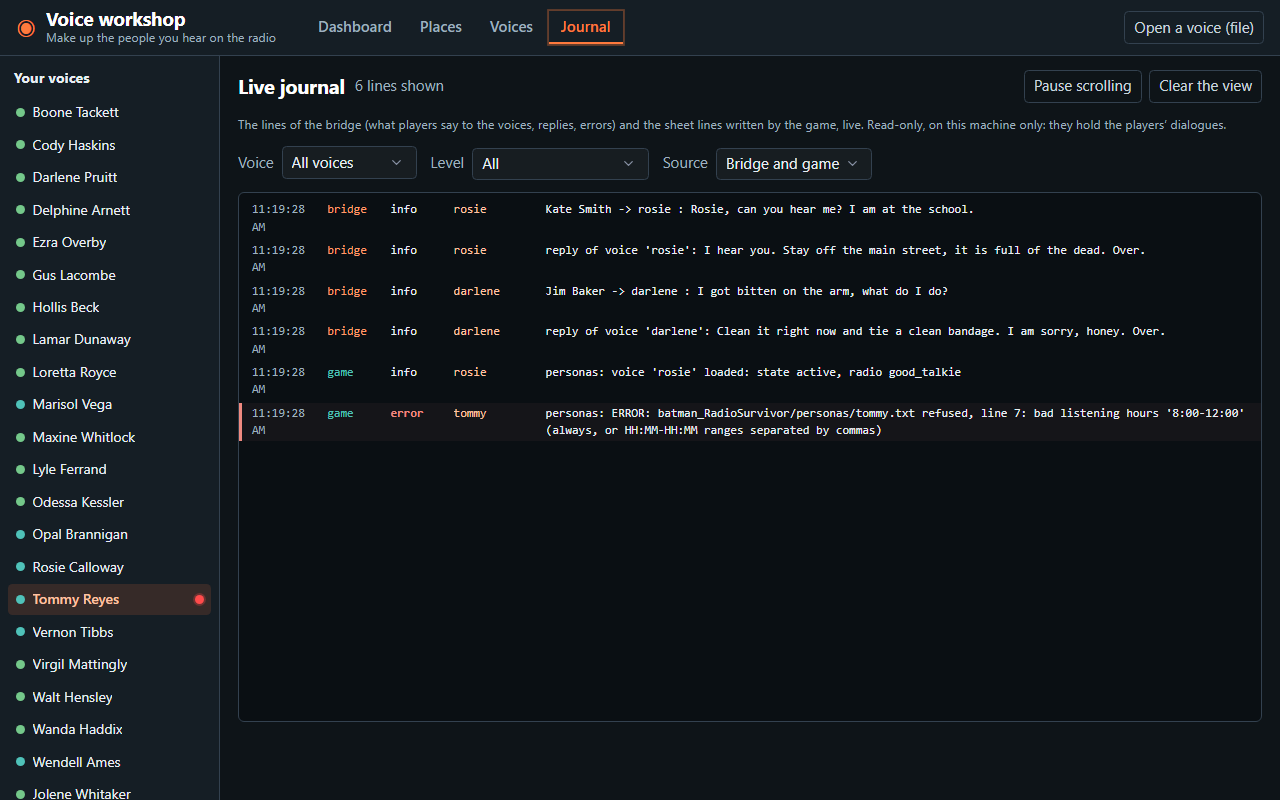 Voice workshop
Make up the people you hear on the radio
Dashboard
Places
Voices
Journal
Open a voice (file)
Your voices
Boone Tackett
Cody Haskins
Darlene Pruitt
Delphine Arnett
Ezra Overby
Gus Lacombe
Hollis Beck
Lamar Dunaway
Loretta Royce
Marisol Vega
Maxine Whitlock
Lyle Ferrand
Odessa Kessler
Opal Brannigan
Rosie Calloway
Tommy Reyes
Vernon Tibbs
Virgil Mattingly
Walt Hensley
Wanda Haddix
Wendell Ames
Jolene Whitaker
Live journal 6 lines shown
Pause scrolling
Clear the view
The lines of the bridge (what players say to the voices, replies, errors) and the sheet lines written by the game, live. Read-only, on this machine only: they hold the players' dialogues.
Voice All voices Level All Source Bridge and game
11:19:28 AM bridge info rosie Kate Smith -> rosie : Rosie, can you hear me? I am at the school.
11:19:28 AM bridge info rosie reply of voice 'rosie': I hear you. Stay off the main street, it is full of the dead. Over.
11:19:28 AM bridge info darlene Jim Baker -> darlene : I got bitten on the arm, what do I do?
11:19:28 AM bridge info darlene reply of voice 'darlene': Clean it right now and tie a clean bandage. I am sorry, honey. Over.
11:19:28 AM game info rosie personas: voice 'rosie' loaded: state active, radio good_talkie
11:19:28 AM game error tommy personas: ERROR: batman_RadioSurvivor/personas/tommy.txt refused, line 7: bad listening hours '8:00-12:00'
(always, or HH:MM-HH:MM ranges separated by commas)